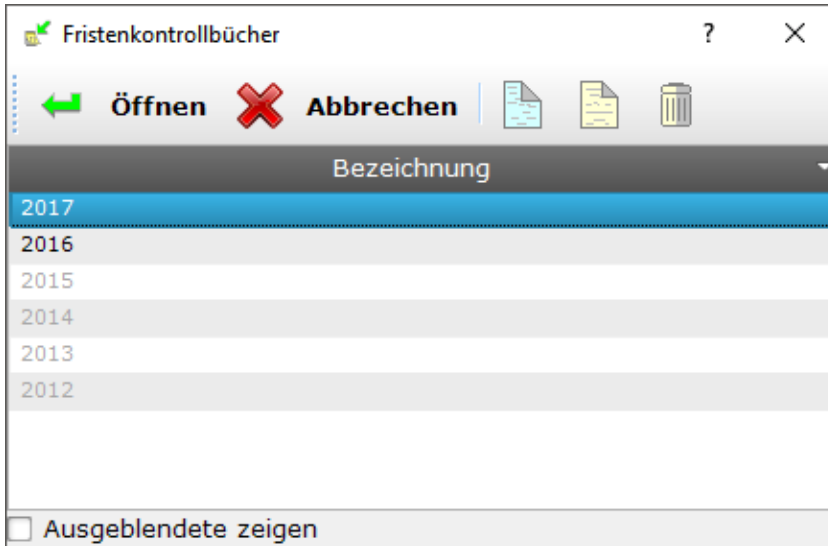 Fristenkontrollbücher ?
Öffnen Abbrechen
Bezeichnung
2017
2016
2015
2014
2013
2012
Ausgeblendete zeigen